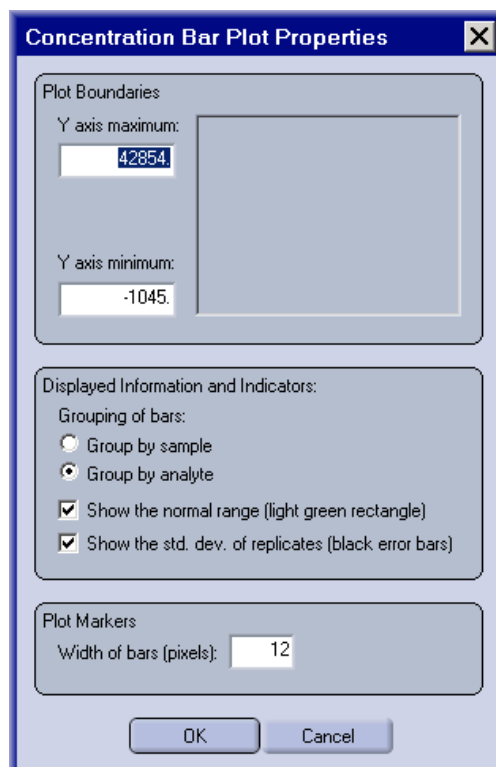 Concentration Bar Plot Properties
Plot Boundaries
Y axis maximum:
42854.
Y axis minimum:
-1045.
Displayed Information and Indicators:
Grouping of bars:
Group by sample
Group by analyte
Show the normal range (light green rectangle)
Show the std. dev. of replicates (black error bars)
Plot Markers
Width of bars (pixels): 12
OK Cancel